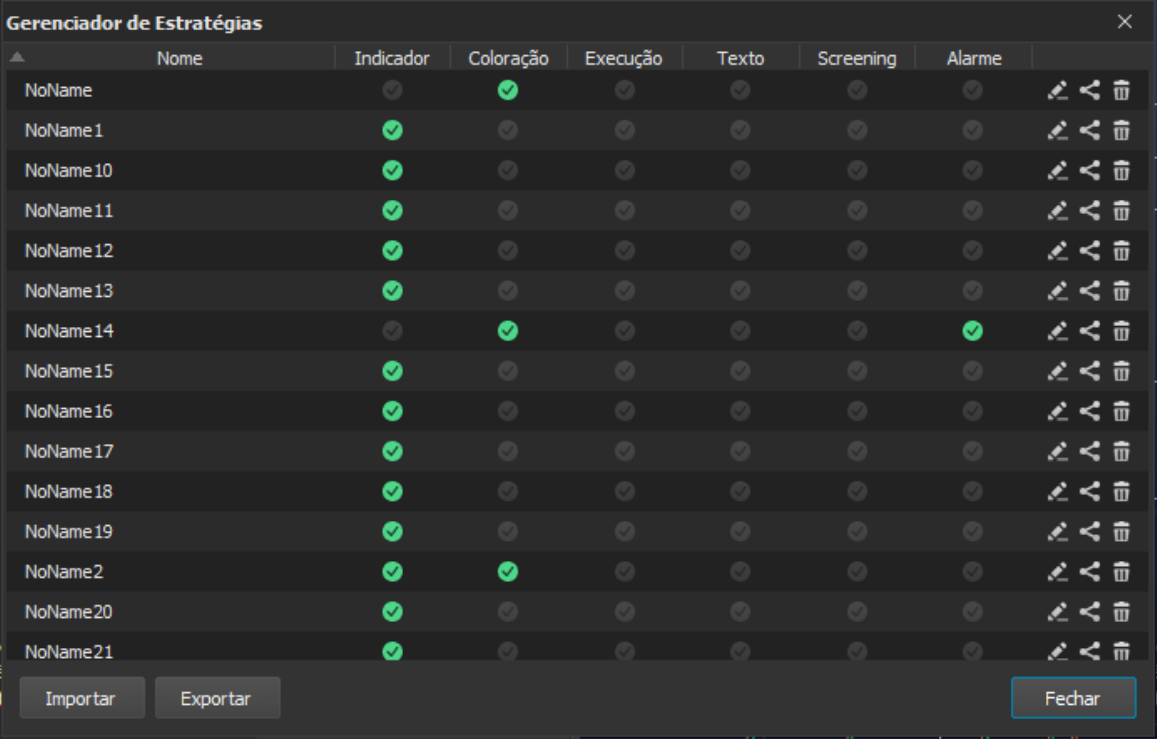 Gerenciador de Estratégias
Nome Indicador Coloração Execução Texto Screening Alarme
NoName
NoName1
NoName10
NoName11
NoName12
NoName13
NoName14
NoName15
NoName16
NoName17
NoName18
NoName19
NoName2
NoName20
NoName21
Importar Exportar Fechar